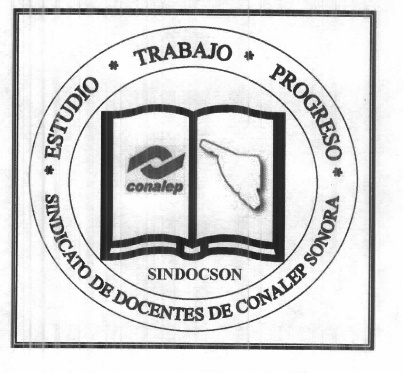 * ESTUDIO * TRABAJO * PROGRESO *
conalep
SINDOCSON
SINDICATO DE DOCENTES DE CONALEP SONORA